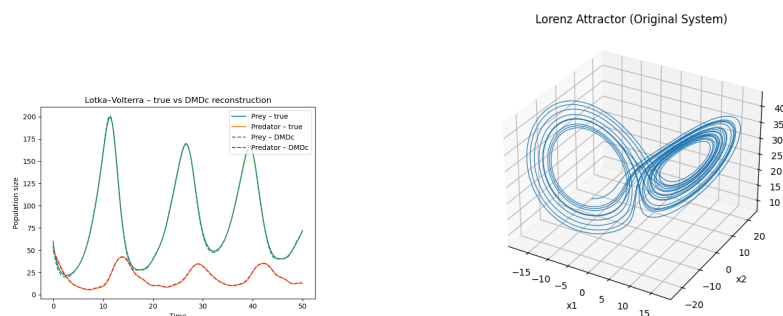 Lorenz Attractor (Original System)
Lotka–Volterra – true vs DMDc reconstruction
Population size
200
175
150
125
100
75
50
25
0
Prey – true
Predator – true
Prey – DMDc
Predator – DMDc
0 10 20 30 40 50
Time
40
35
30
25
20
15
10
−15 −10 −5 0 5 10 15
x1
20
10
0
−10
−20
x2